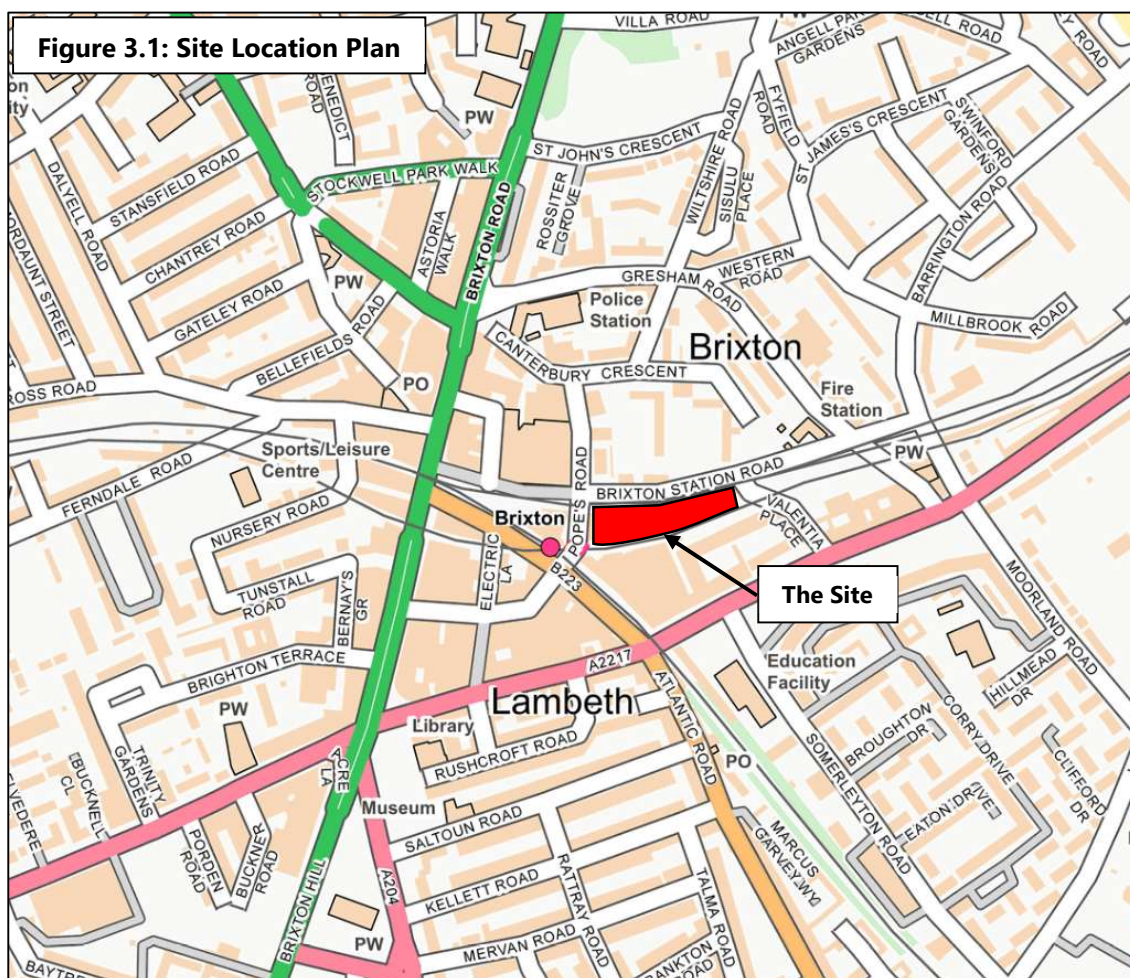 Figure 3.1: Site Location Plan
VILLA ROAD
PW
ANGELL PARK
GARDENS
PW
BENEDICT
ROAD
PW
ST JOHN'S CRESCENT
FYFIELD
ROAD
ST JAMES'S CRESCENT
SWINFORD
GARDENS
DALYELL ROAD
STANSFIELD ROAD
STOCKWELL PARK WALK
BRIXTON ROAD
ROSSITER
GROVE
WILTSHIRE ROAD
SISULU
PLACE
BARRINGTON ROAD
MORDAUNT STREET
CHANTREY ROAD
ASTORIA
WALK
GRESHAM ROAD
WESTERN
ROAD
PW
GATELEY ROAD
Police
Station
MILLBROOK ROAD
BELLEFIELDS ROAD
CANTERBURY CRESCENT
Brixton
PO
ROSS ROAD
Fire
Station
Sports/Leisure
Centre
POPE'S ROAD
BRIXTON STATION ROAD
PW
FERNDALE ROAD
NURSERY ROAD
Brixton
VALENTIA
PLACE
ELECTRIC
LA
B223
The Site
TUNSTALL
ROAD
BERNAY'S
GR
MOORLAND ROAD
BRIGHTON TERRACE
A2217
Education
Facility
HILLMEAD
DR
PW
Lambeth
ATLANTIC ROAD
Library
RUSHCROFT ROAD
BROUGHTON
DR
CORRY DRIVE
CLIFFORD
DR
TRINITY
GARDENS
BUCKNELL
CL
ACRE
LA
PO
SOMERLEYTON ROAD
Museum
SALTOUN ROAD
EATON DRIVE
PORDEN
ROAD
BUCKNER
ROAD
MARCUS
GARVEY WY
A204
KELLETT ROAD
RATTRAY ROAD
TALMA ROAD
BRIXTON HILL
PW
MERVAN ROAD